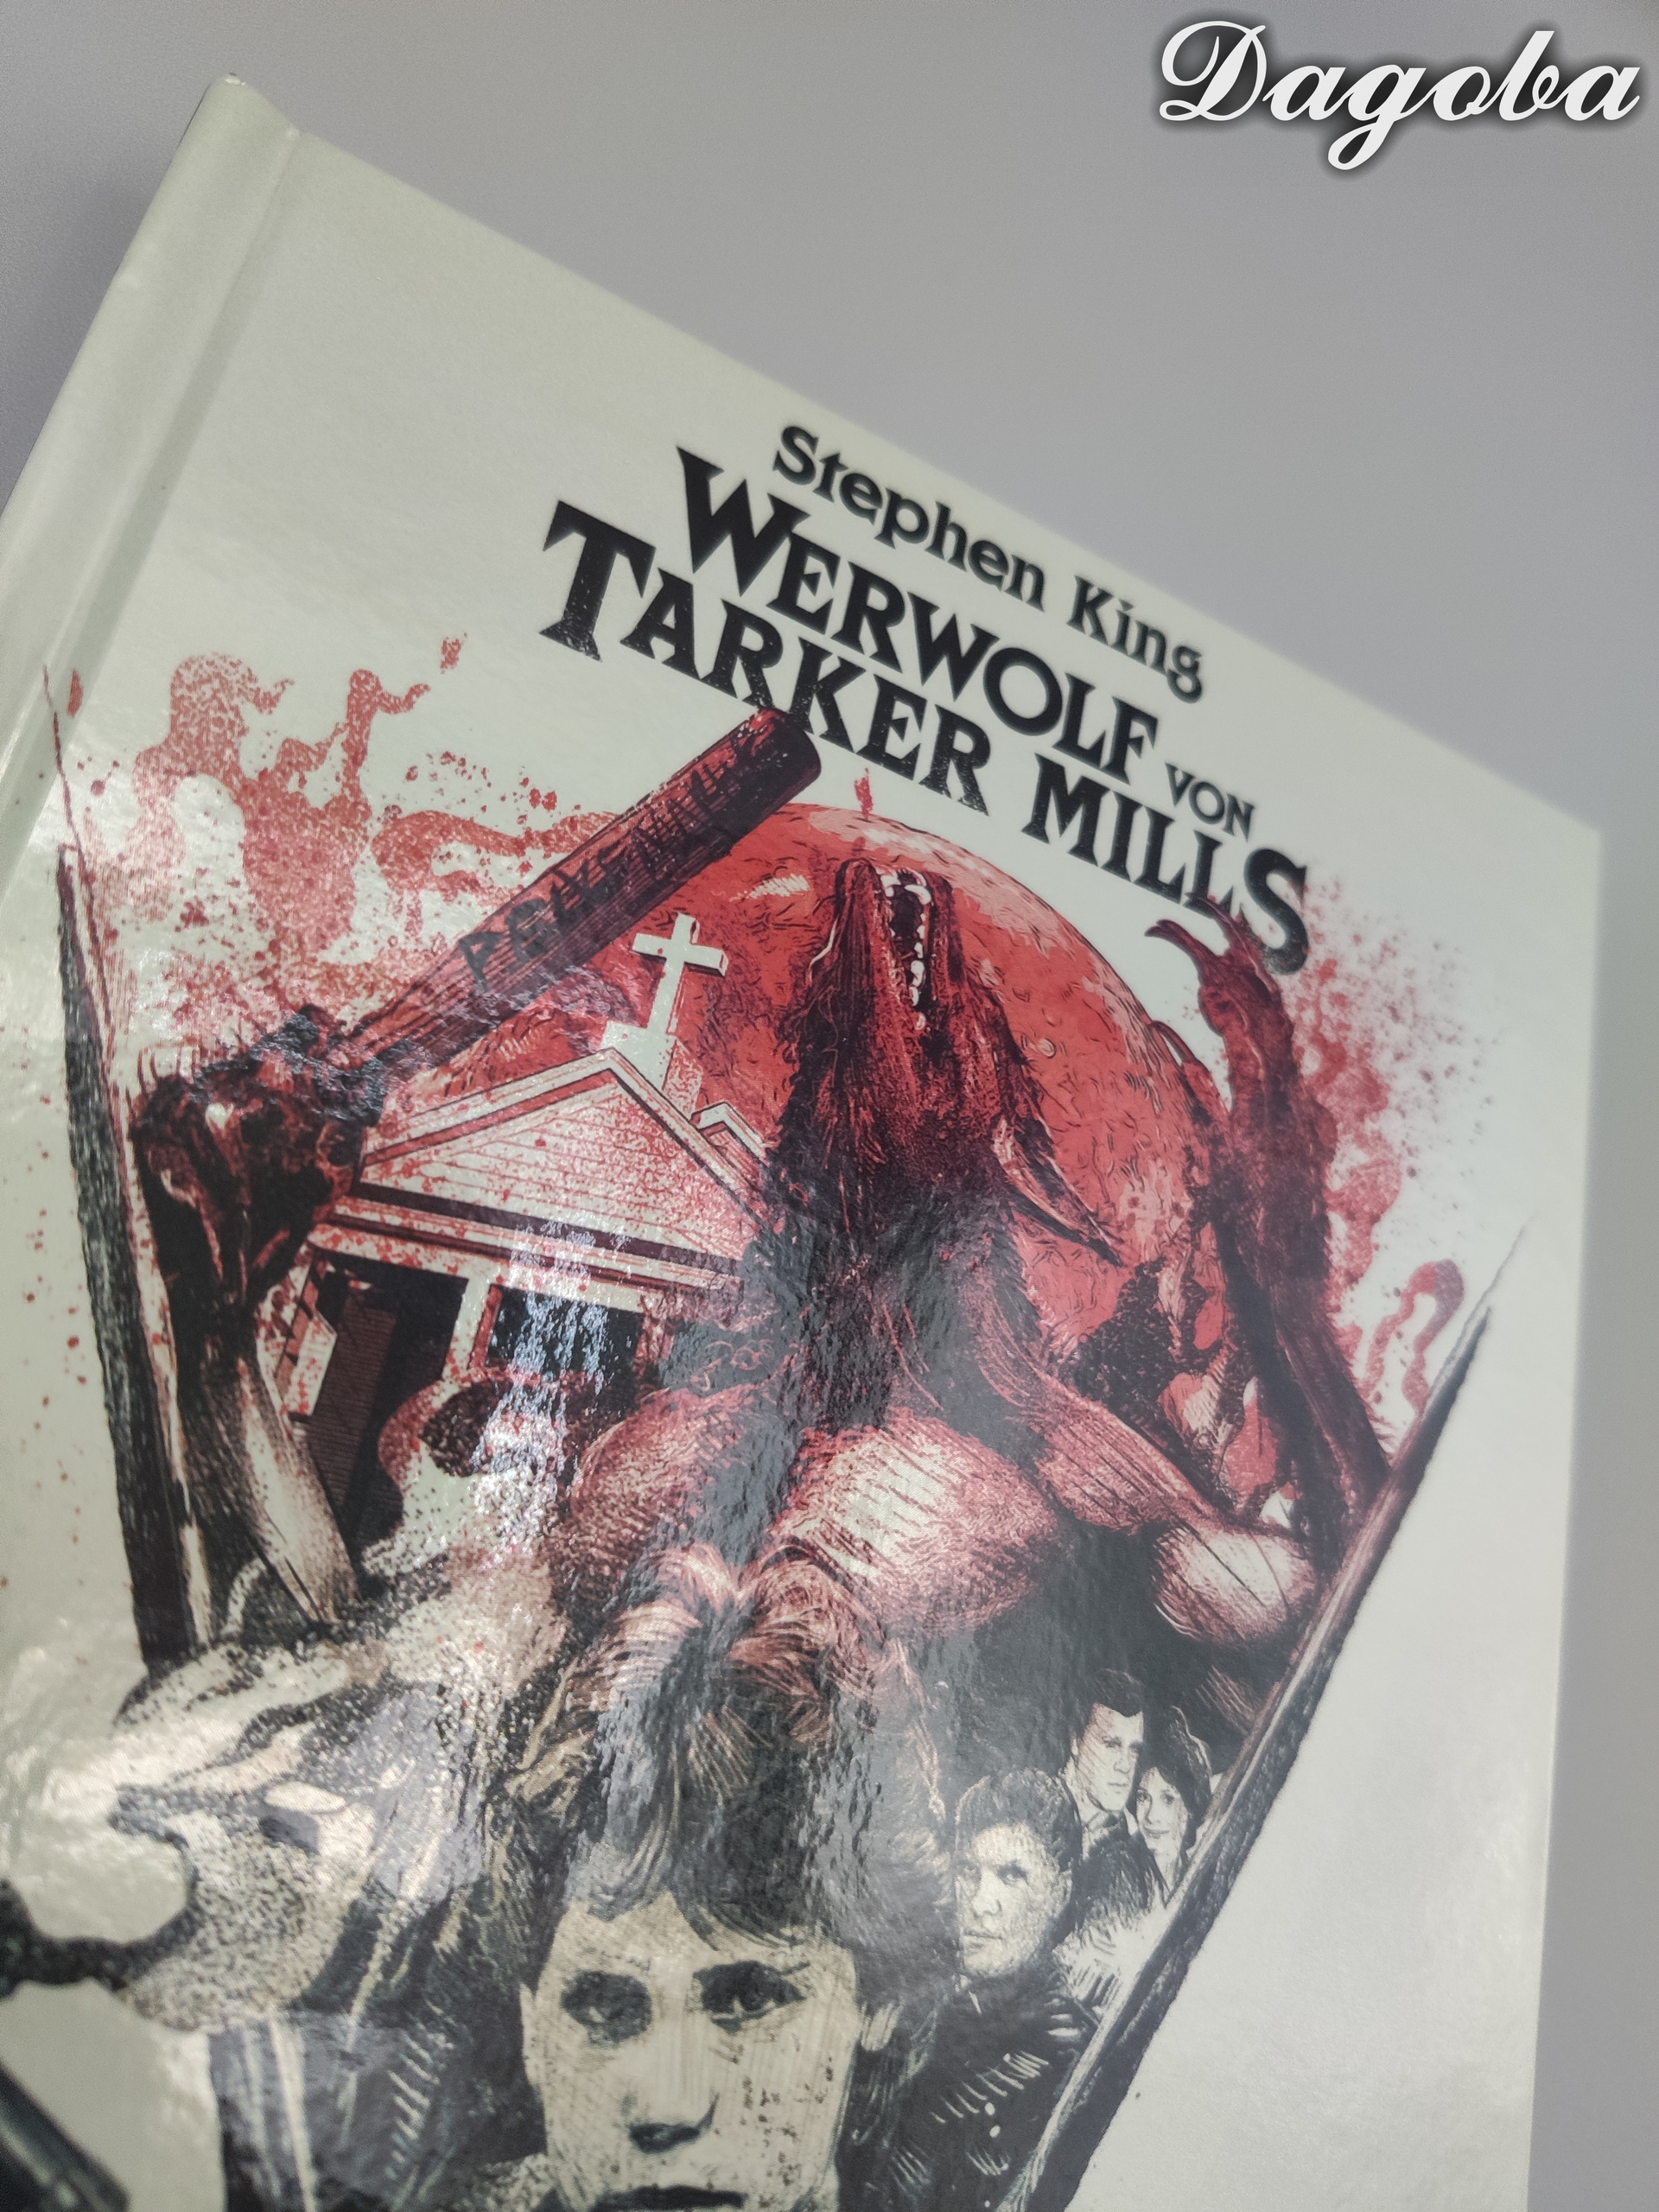 Dagoba
Stephen King
WERWOLF VON
TARKER MILLS